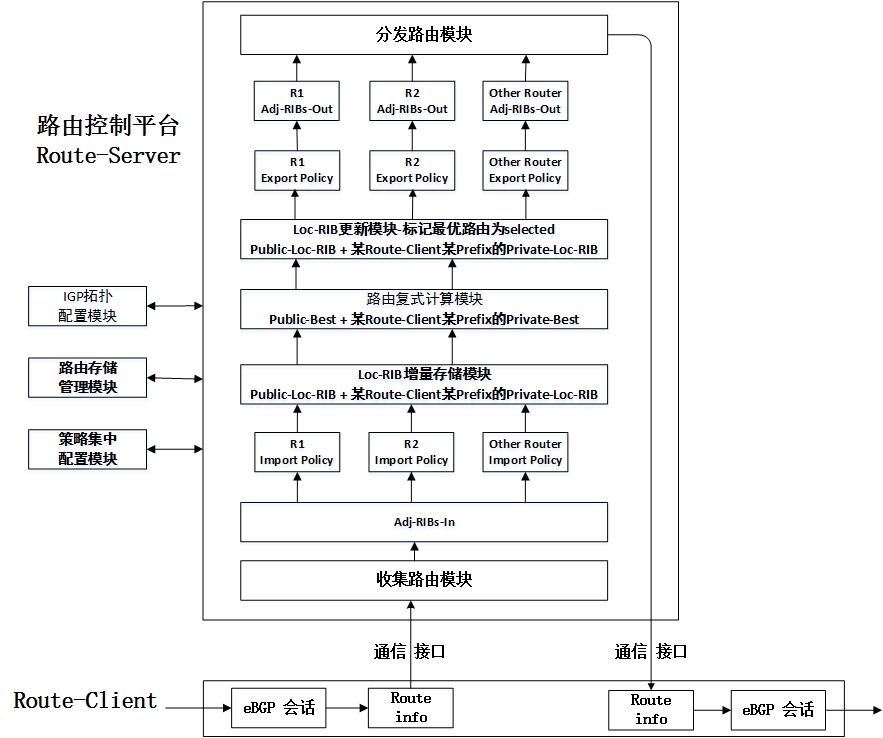 分发路由模块
R1
Adj-RIBs-Out
R2
Adj-RIBs-Out
Other Router
Adj-RIBs-Out
路由控制平台
Route-Server
R1
Export Policy
R2
Export Policy
Other Router
Export Policy
Loc-RIB更新模块-标记最优路由为selected
Public-Loc-RIB + 某Route-Client某Prefix的Private-Loc-RIB
IGP拓扑
配置模块
路由复式计算模块
Public-Best + 某Route-Client某Prefix的Private-Best
路由存储
管理模块
Loc-RIB增量存储模块
Public-Loc-RIB + 某Route-Client某Prefix的Private-Loc-RIB
策略集中
配置模块
R1
Import Policy
R2
Import Policy
Other Router
Import Policy
Adj-RIBs-In
收集路由模块
通信 接口
通信 接口
Route-Client
eBGP 会话
Route
info
Route
info
eBGP 会话